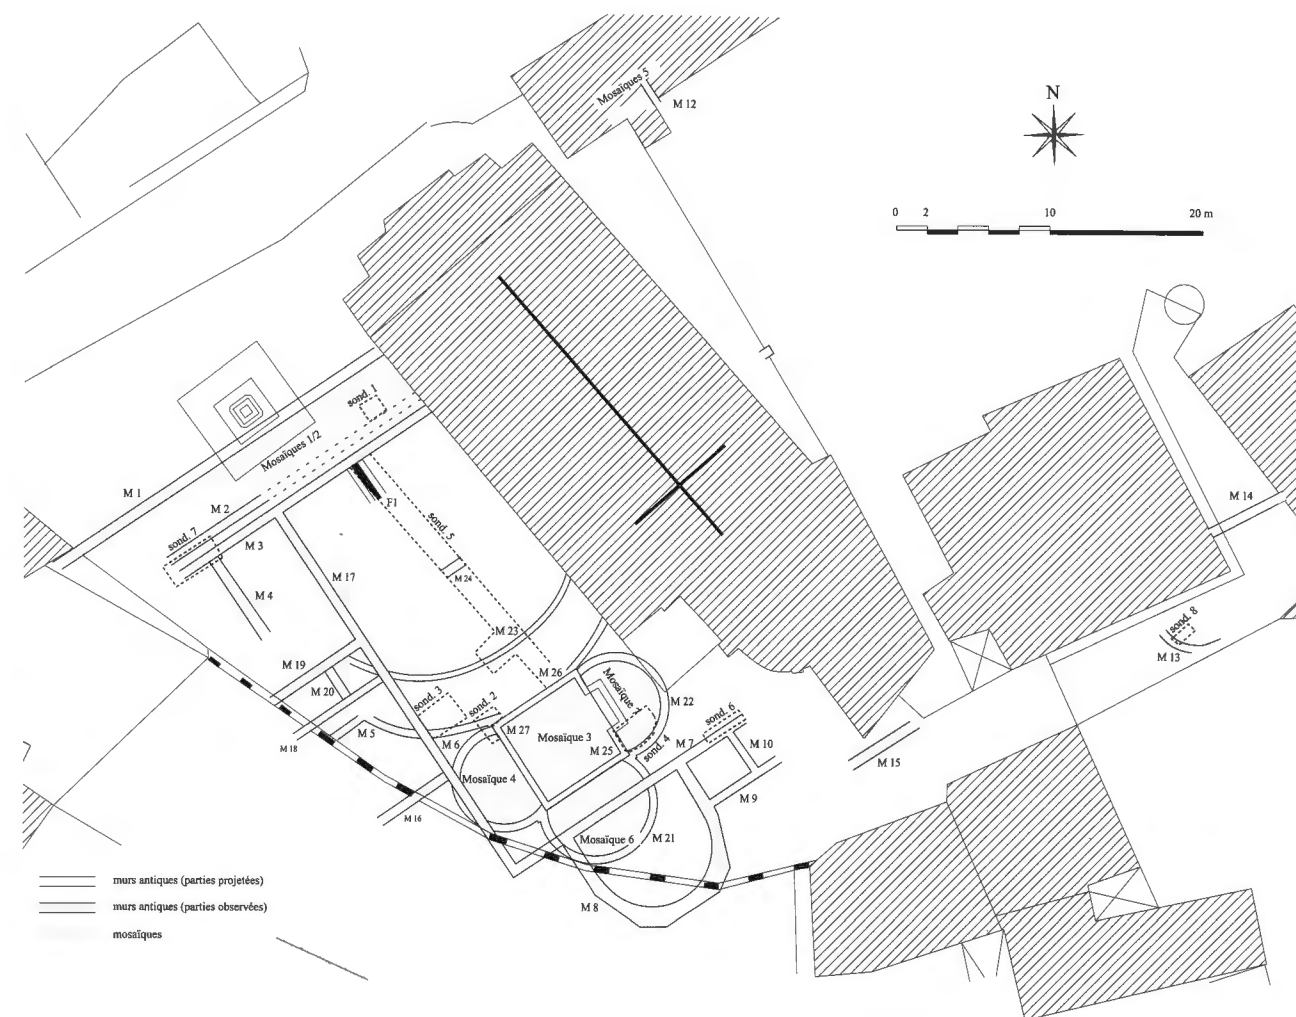 Mosaïques 5
M 12
N
0 2 10 20 m
sond. 1
Mosaïques 1/2
M 1
M 2
F1
M 14
sond. 7
M 3
sond. 5
M 17
M 24
M 4
sond. 8
M 23
M 13
M 19
M 26
M 20
Mosaïque
sond. 3
sond. 2
M 22
sond. 6
M 18
M 5
M 27
M 6
Mosaïque 3
M 25
sond. 4
M 7
M 10
M 15
Mosaïque 4
M 9
M 16
Mosaïque 6
M 21
M 8
murs antiques (parties projetées)
murs antiques (parties observées)
mosaïques